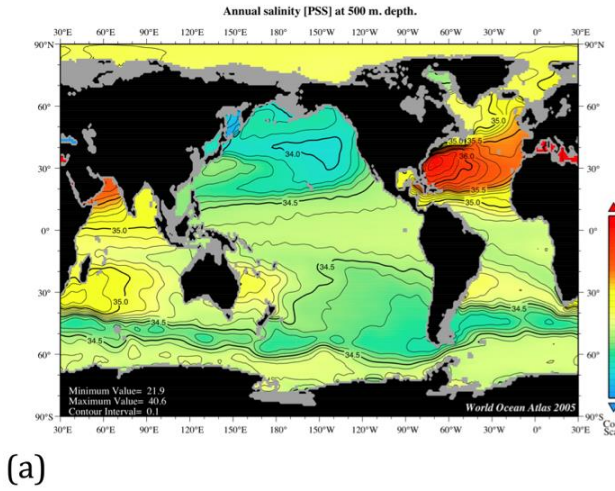 Annual salinity [PSS] at 500 m. depth.
90°N 90°N
60° 60°
30° 30°
0° 0°
30° 30°
60° 60°
90°S 90°S
34.0
34.5
35.0
35.0
34.5
34.5
35.0
35.5
36.0
35.5
35.0
34.5
34.5
Minimum Value= 21.9
Maximum Value= 40.6
Contour Interval= 0.1
World Ocean Atlas 2005
30°E 60°E 90°E 120°E 150°E 180° 150°W 120°W 90°W 60°W 30°W 0° 30°E
Co
Sca
(a)